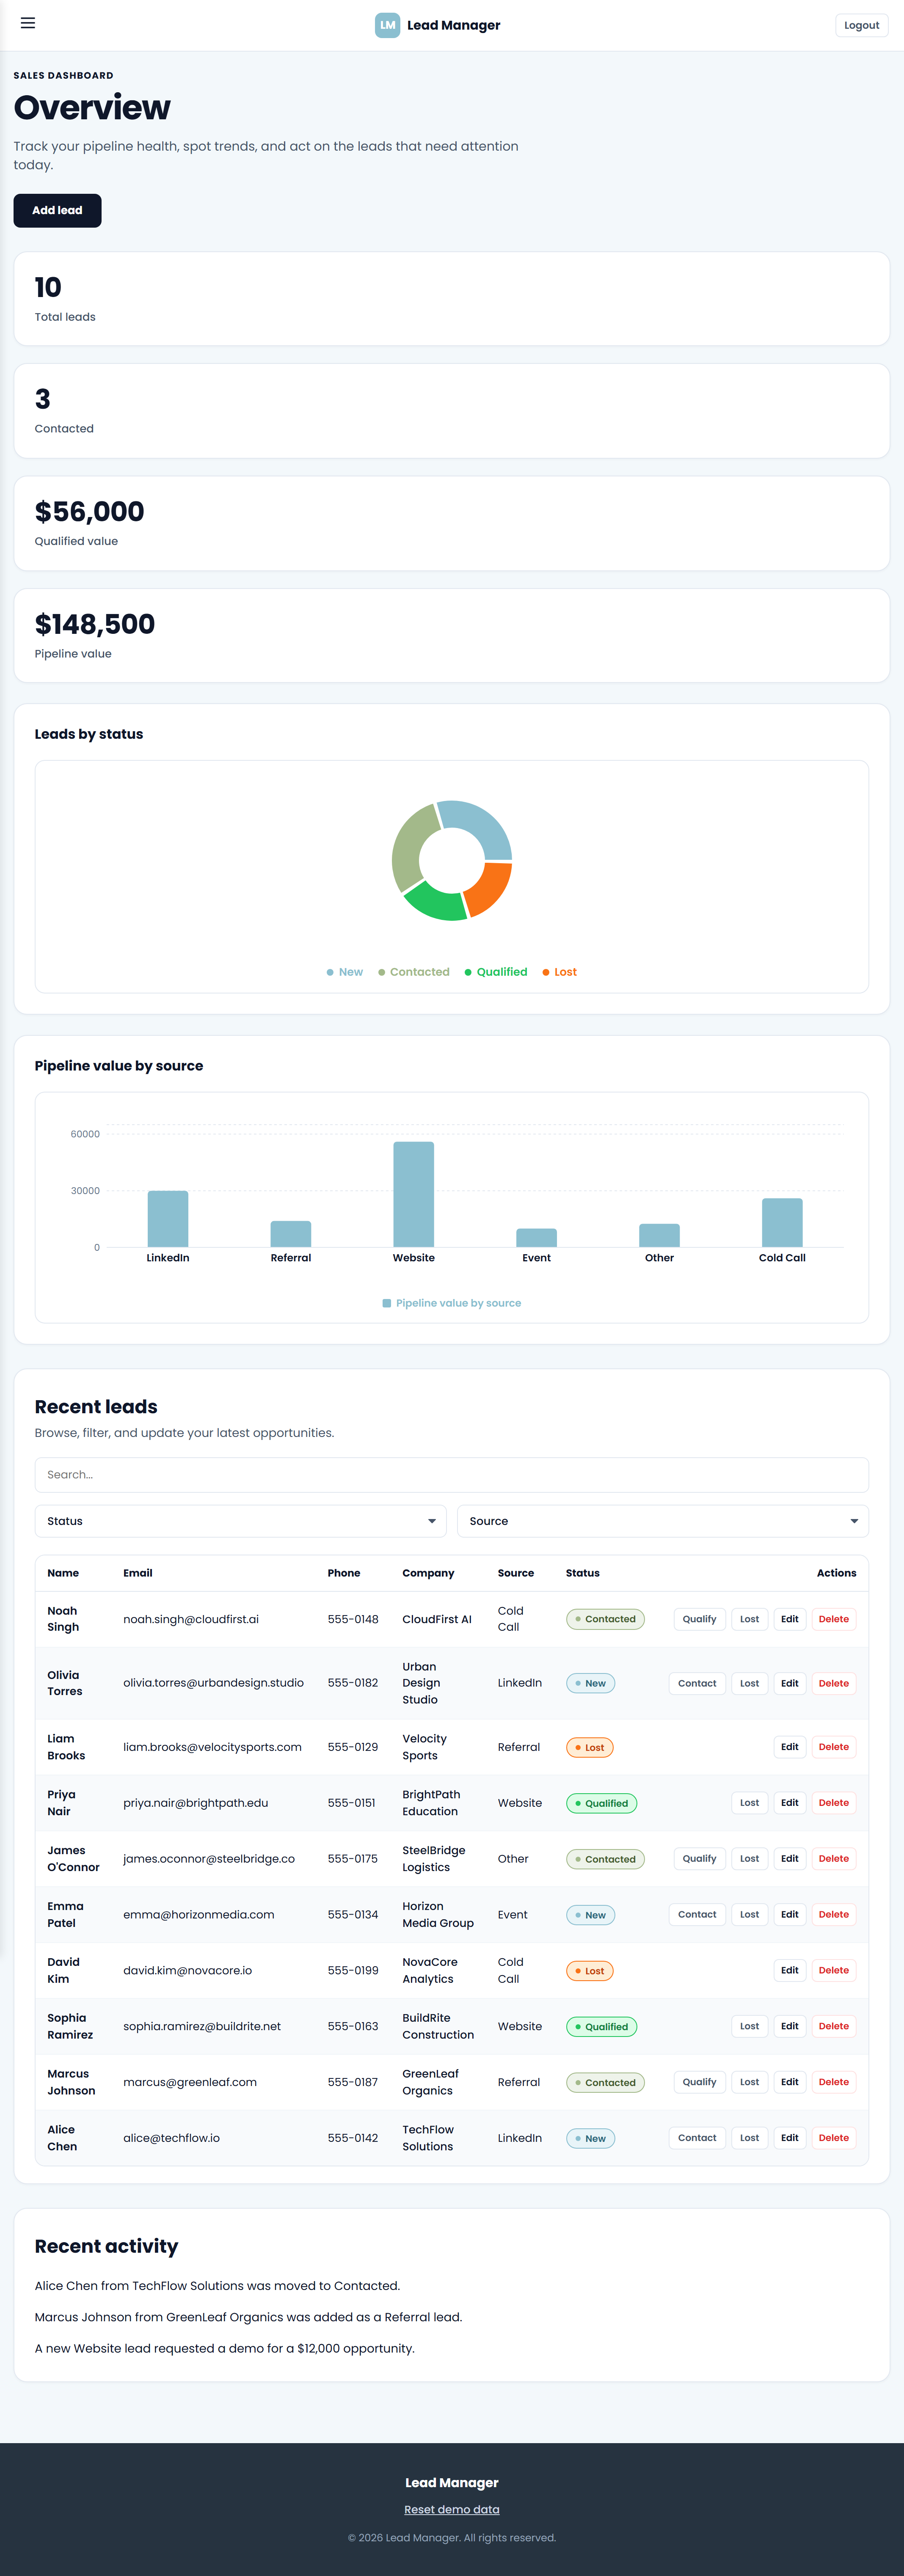 LM Lead Manager
Logout
SALES DASHBOARD
Overview
Track your pipeline health, spot trends, and act on the leads that need attention
today.
Add lead
10
Total leads
3
Contacted
$56,000
Qualified value
$148,500
Pipeline value
Leads by status
New Contacted Qualified Lost
Pipeline value by source
60000
30000
0
LinkedIn Referral Website Event Other Cold Call
Pipeline value by source
Recent leads
Browse, filter, and update your latest opportunities.
Search...
Status Source
Name Email Phone Company Source Status Actions
Noah
Singh
noah.singh@cloudfirst.ai 555-0148 CloudFirst AI
Cold
Call
Contacted Qualify Lost Edit Delete
Olivia
Torres
olivia.torres@urbandesign.studio 555-0182
Urban
Design
Studio
LinkedIn New Contact Lost Edit Delete
Liam
Brooks
liam.brooks@velocitysports.com 555-0129
Velocity
Sports
Referral Lost Edit Delete
Priya
Nair
priya.nair@brightpath.edu 555-0151
BrightPath
Education
Website Qualified Lost Edit Delete
James
O'Connor
james.oconnor@steelbridge.co 555-0175
SteelBridge
Logistics
Other Contacted Qualify Lost Edit Delete
Emma
Patel
emma@horizonmedia.com 555-0134
Horizon
Media Group
Event New Contact Lost Edit Delete
David
Kim
david.kim@novacore.io 555-0199
NovaCore
Analytics
Cold
Call
Lost Edit Delete
Sophia
Ramirez
sophia.ramirez@buildrite.net 555-0163
BuildRite
Construction
Website Qualified Lost Edit Delete
Marcus
Johnson
marcus@greenleaf.com 555-0187
GreenLeaf
Organics
Referral Contacted Qualify Lost Edit Delete
Alice
Chen
alice@techflow.io 555-0142
TechFlow
Solutions
LinkedIn New Contact Lost Edit Delete
Recent activity
Alice Chen from TechFlow Solutions was moved to Contacted.
Marcus Johnson from GreenLeaf Organics was added as a Referral lead.
A new Website lead requested a demo for a $12,000 opportunity.
Lead Manager
Reset demo data
© 2026 Lead Manager. All rights reserved.